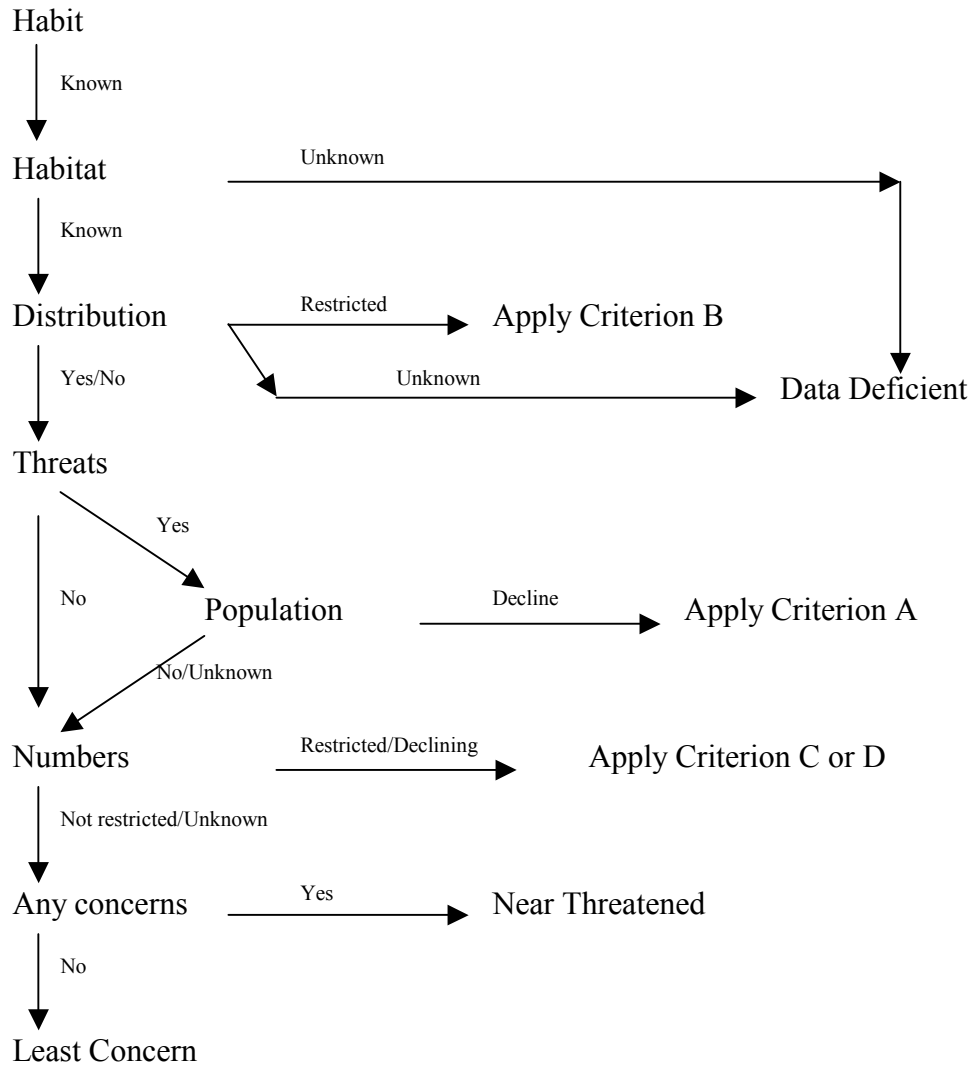 Habit
Known
Habitat
Unknown
Known
Distribution
Restricted
Apply Criterion B
Yes/No
Unknown
Data Deficient
Threats
Yes
No
Population
Decline
Apply Criterion A
No/Unknown
Numbers
Restricted/Declining
Apply Criterion C or D
Not restricted/Unknown
Any concerns
Yes
Near Threatened
No
Least Concern